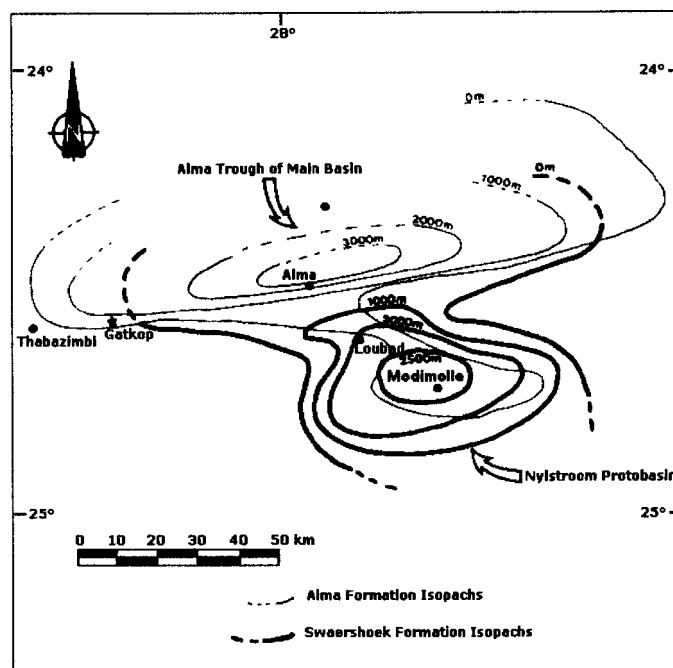 28°
24°
24°
N
0m
Alma Trough of Main Basin
0m
1000m
2000m
3000m
Alma
1000m
Thabazimbi
Gatkop
2000m
Loubad
2500m
Modimolle
Nylstroom Protobasin
25°
25°
0 10 20 30 40 50 km
Alma Formation Isopachs
Swaershoek Formation Isopachs